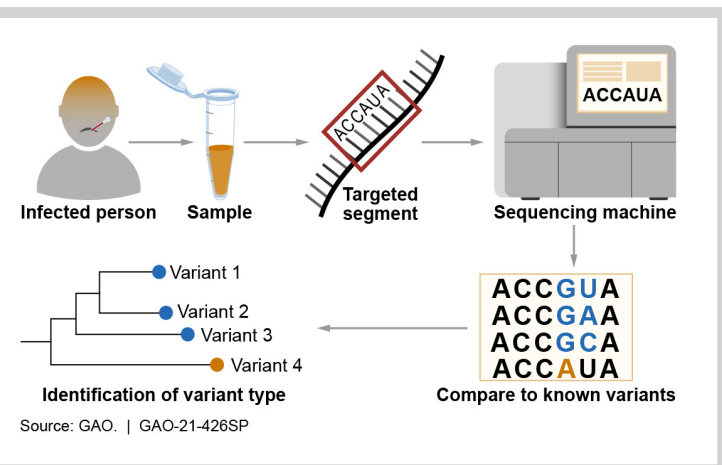 ACCAUA
ACCAUA
Infected person
Sample
Targeted
segment
Sequencing machine
Variant 1
Variant 2
Variant 3
Variant 4
ACCGUA
ACCGAA
ACCGCA
ACCAUA
Identification of variant type
Compare to known variants
Source: GAO. | GAO-21-426SP